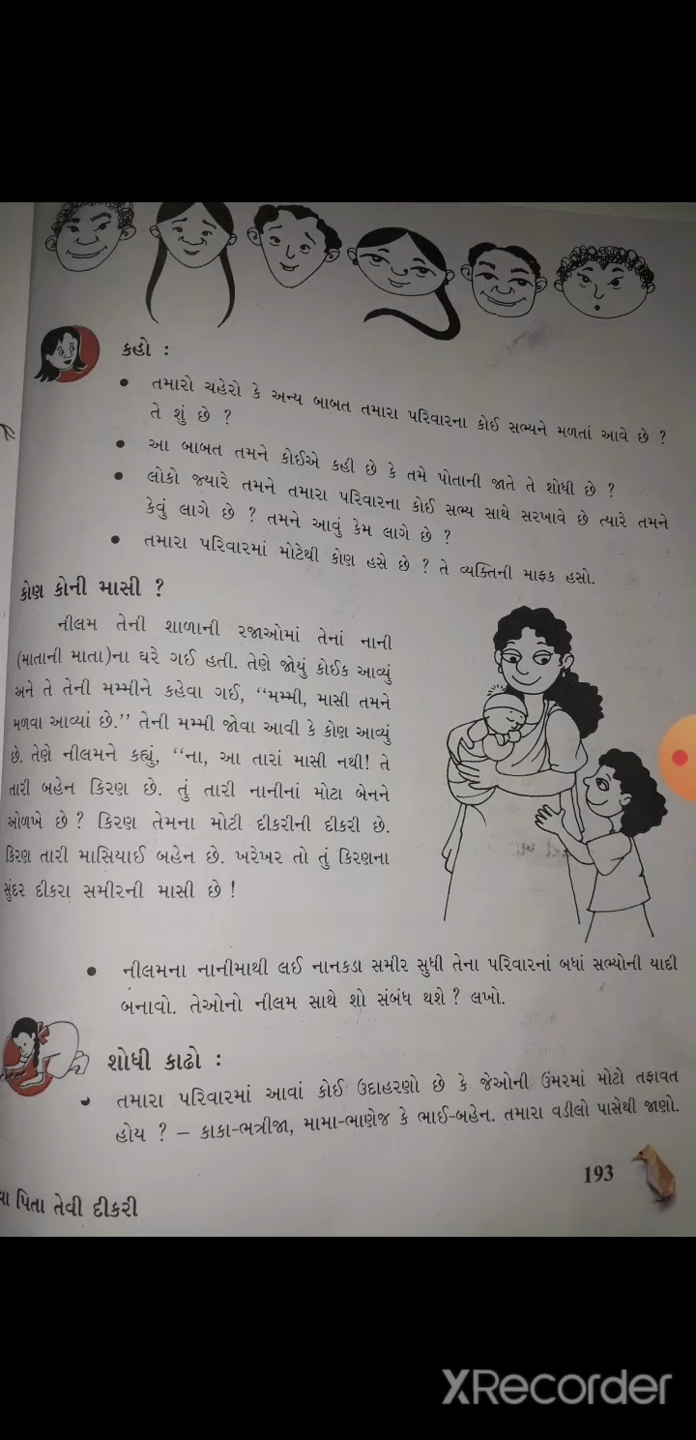 કહો :
• તમારો ચહેરો કે અન્ય બાબત તમારા પરિવારના કોઈ સભ્યને મળતાં આવે છે ?
તે શું છે ?
• આ બાબત તમને કોઈએ કહી છે કે તમે પોતાની જાતે તે શોધી છે ?
• લોકો જ્યારે તમને તમારા પરિવારના કોઈ સભ્ય સાથે સરખાવે છે ત્યારે તમને
કેવું લાગે છે ? તમને આવું કેમ લાગે છે ?
• તમારા પરિવારમાં મોટેથી કોણ હસે છે ? તે વ્યક્તિની માફક હસો.
કોણ કોની માસી ?
નીલમ તેની શાળાની રજાઓમાં તેનાં નાની
(માતાની માતા)ના ઘરે ગઈ હતી. તેણે જોયું કોઈક આવ્યું
અને તે તેની મમ્મીને કહેવા ગઈ, “મમ્મી, માસી તમને
મળવા આવ્યાં છે.” તેની મમ્મી જોવા આવી કે કોણ આવ્યું
છે. તેણે નીલમને કહ્યું, “ના, આ તારાં માસી નથી! તે
તારી બહેન કિરણ છે. તું તારી નાનીનાં મોટા બેનને
ઓળખે છે ? કિરણ તેમના મોટી દીકરીની દીકરી છે.
કિરણ તારી માસિયાઈ બહેન છે. ખરેખર તો તું કિરણના
સુંદર દીકરા સમીરની માસી છે !
• નીલમના નાનીમાથી લઈ નાનકડા સમીર સુધી તેના પરિવારનાં બધાં સભ્યોની યાદી
બનાવો. તેઓનો નીલમ સાથે શો સંબંધ થશે ? લખો.
શોધી કાઢો :
• તમારા પરિવારમાં આવાં કોઈ ઉદાહરણો છે કે જેઓની ઉંમરમાં મોટો તફાવત
હોય ? – કાકા-ભત્રીજા, મામા-ભાણેજ કે ભાઈ-બહેન. તમારા વડીલો પાસેથી જાણો.
193
પિતા તેવી દીકરી
XRecorder